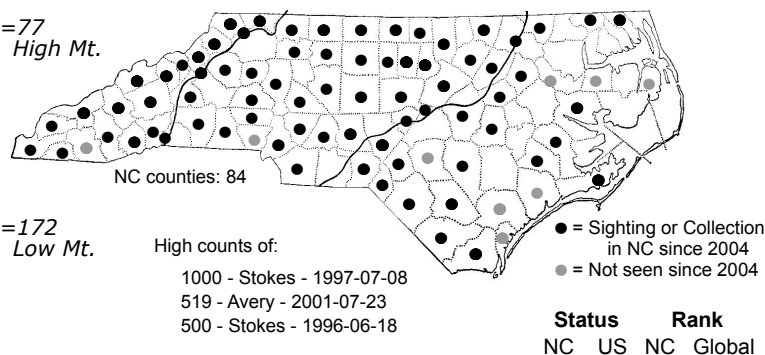 =77
High Mt.
NC counties: 84
=172
Low Mt.
High counts of:
1000 - Stokes - 1997-07-08
519 - Avery - 2001-07-23
500 - Stokes - 1996-06-18
= Sighting or Collection
in NC since 2004
= Not seen since 2004
Status Rank
NC US NC Global